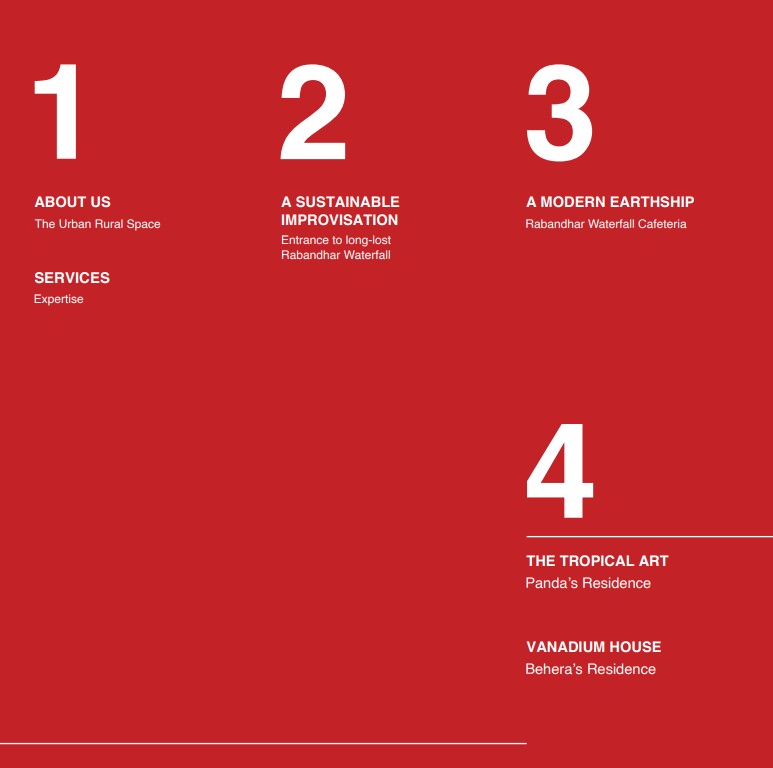 1
ABOUT US
The Urban Rural Space
SERVICES
Expertise
2
A SUSTAINABLE
IMPROVISATION
Entrance to long-lost
Rabandhar Waterfall
3
A MODERN EARTHSHIP
Rabandhar Waterfall Cafeteria
4
THE TROPICAL ART
Panda’s Residence
VANADIUM HOUSE
Behera’s Residence